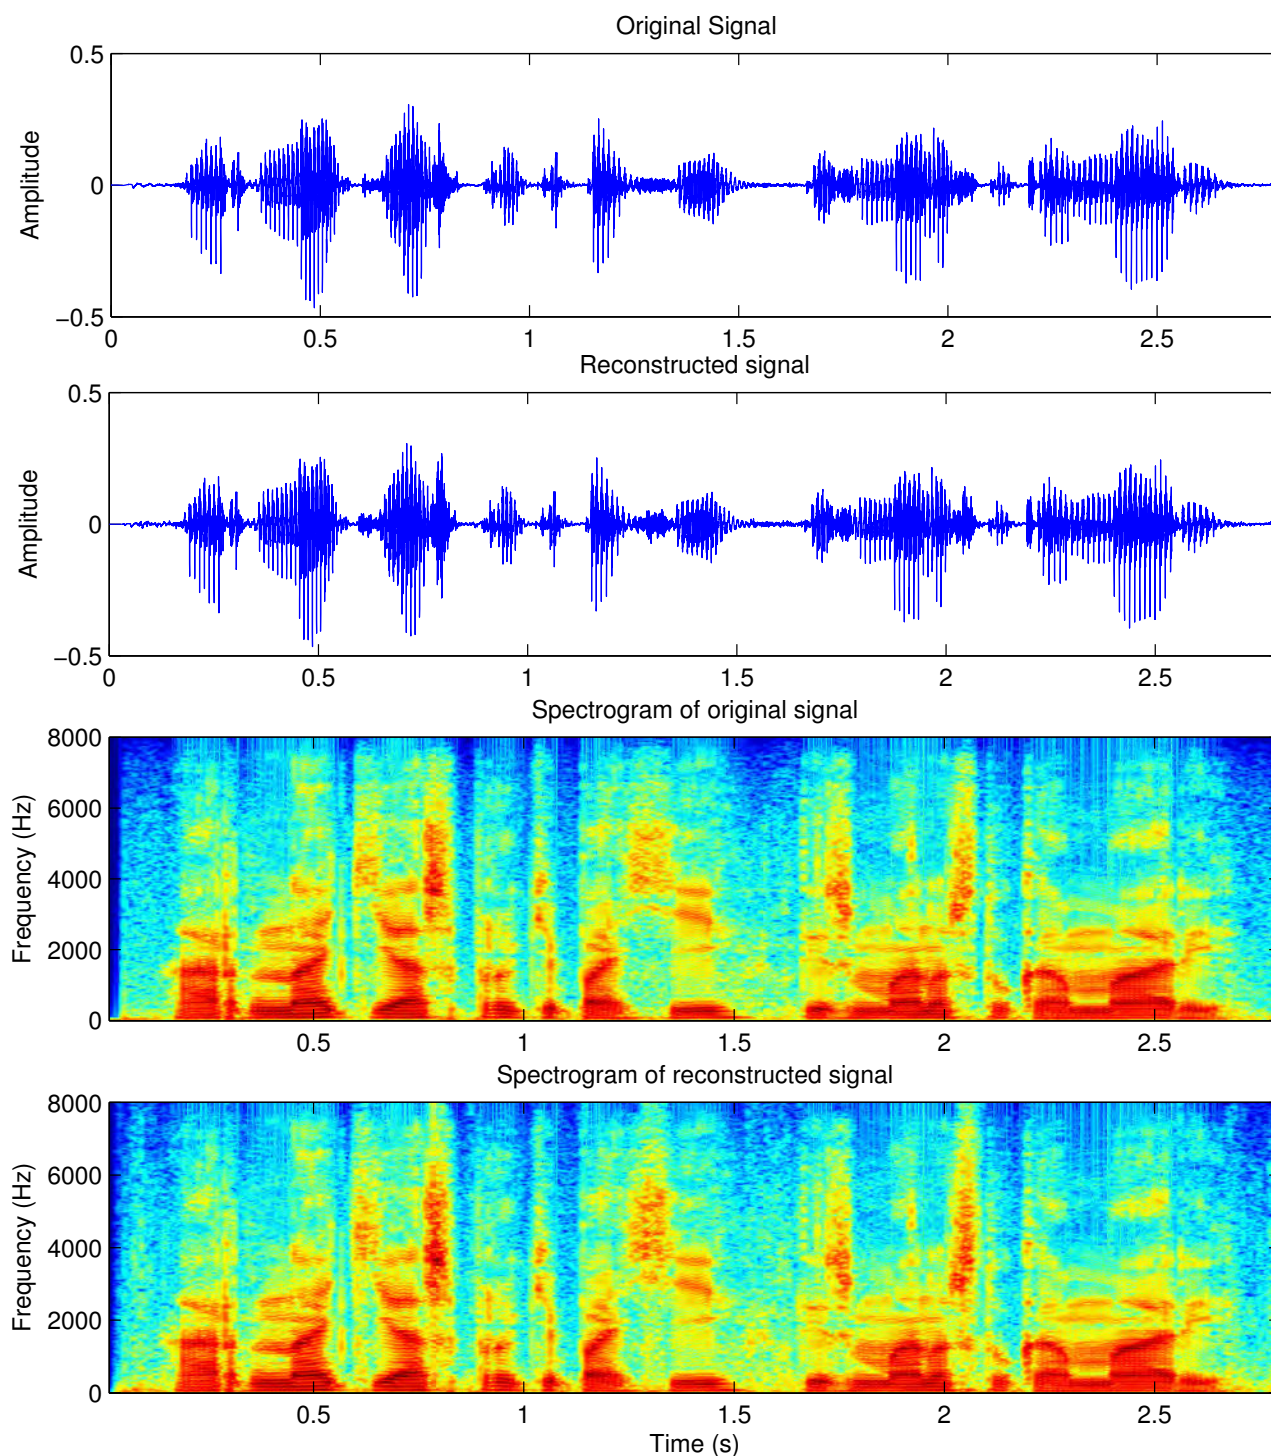 Original Signal
0.5
0
−0.5
Amplitude
0 0.5 1 1.5 2 2.5
Reconstructed signal
0.5
0
−0.5
Amplitude
0 0.5 1 1.5 2 2.5
Spectrogram of original signal
8000
6000
4000
2000
0
Frequency (Hz)
0.5 1 1.5 2 2.5
Spectrogram of reconstructed signal
8000
6000
4000
2000
0
Frequency (Hz)
0.5 1 1.5 2 2.5
Time (s)